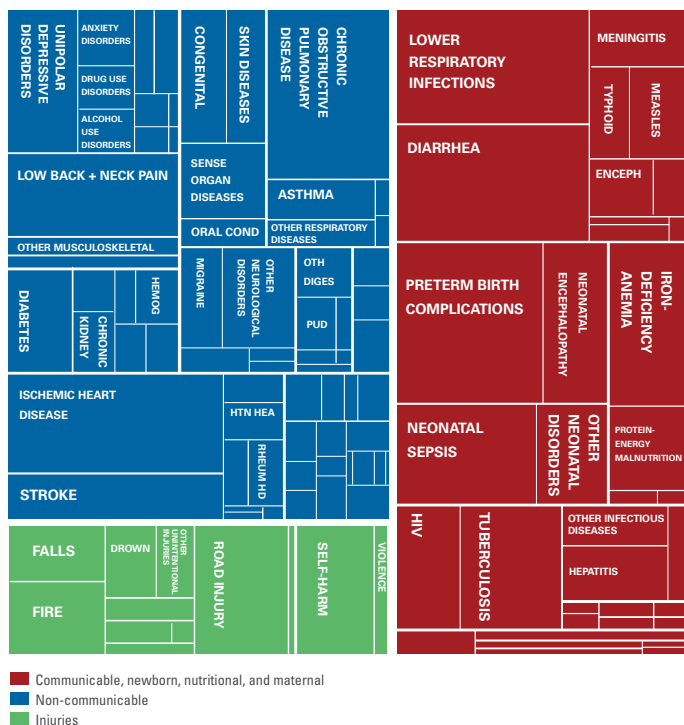 UNIPOLAR
DEPRESSIVE
DISORDERS
ANXIETY
DISORDERS
DRUG USE
DISORDERS
ALCOHOL
USE
DISORDERS
LOW BACK + NECK PAIN
OTHER MUSCULOSKELETAL
DIABETES
CHRONIC
KIDNEY
HEMOG
CONGENITAL
SKIN DISEASES
SENSE
ORGAN
DISEASES
ORAL COND
CHRONIC
OBSTRUCTIVE
PULMONARY
DISEASE
ASTHMA
OTHER RESPIRATORY
DISEASES
MIGRAINE
OTHER
NEUROLOGICAL
DISORDERS
OTH
DIGES
PUD
ISCHEMIC HEART
DISEASE
STROKE
HTN HEA
RHEUM HD
FALLS
FIRE
DROWN
OTHER
UNINTENTIONAL
INJURIES
ROAD INJURY
SELF-HARM
VIOLENCE
LOWER
RESPIRATORY
INFECTIONS
DIARRHEA
MENINGITIS
TYPHOID
MEASLES
ENCEPH
PRETERM BIRTH
COMPLICATIONS
NEONATAL
ENCEPHALOPATHY
IRON-
DEFICIENCY
ANEMIA
NEONATAL
SEPSIS
OTHER
NEONATAL
DISORDERS
PROTEIN-
ENERGY
MALNUTRITION
HIV
TUBERCULOSIS
OTHER INFECTIOUS
DISEASES
HEPATITIS
Communicable, newborn, nutritional, and maternal
Non-communicable
Injuries